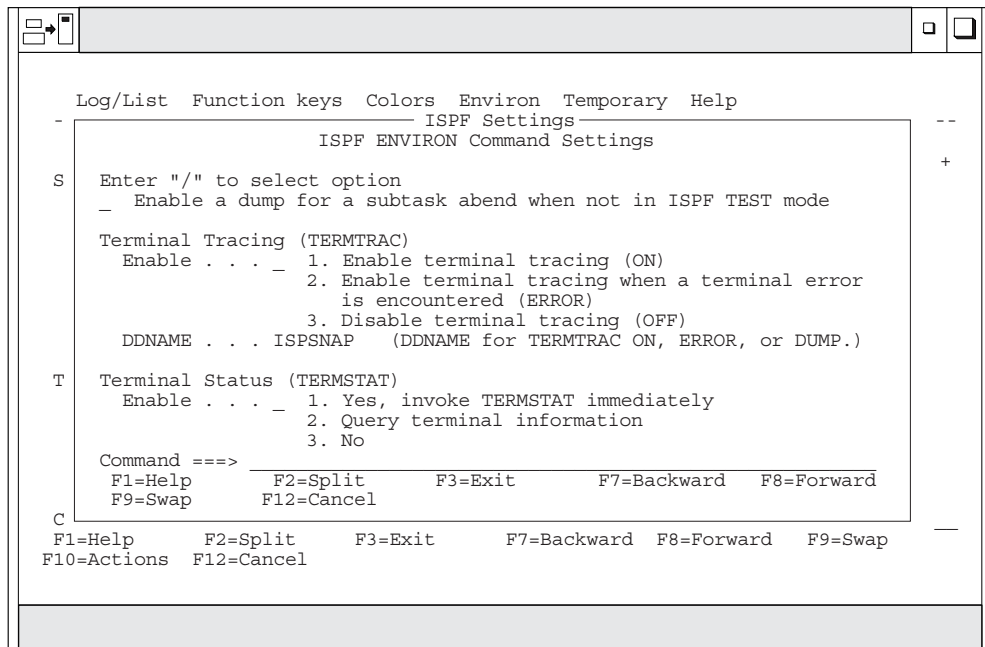 Log/List  Function keys  Colors  Environ  Temporary  Help
- ISPF Settings --
ISPF ENVIRON Command Settings
+
S Enter "/" to select option
_ Enable a dump for a subtask abend when not in ISPF TEST mode
Terminal Tracing (TERMTRAC)
Enable . . . _ 1. Enable terminal tracing (ON)
2. Enable terminal tracing when a terminal error
is encountered (ERROR)
3. Disable terminal tracing (OFF)
DDNAME . . . ISPSNAP (DDNAME for TERMTRAC ON, ERROR, or DUMP.)
T Terminal Status (TERMSTAT)
Enable . . . _ 1. Yes, invoke TERMSTAT immediately
2. Query terminal information
3. No
Command ===> 
F1=Help F2=Split F3=Exit F7=Backward F8=Forward
F9=Swap F12=Cancel
C
F1=Help F2=Split F3=Exit F7=Backward F8=Forward F9=Swap
F10=Actions F12=Cancel